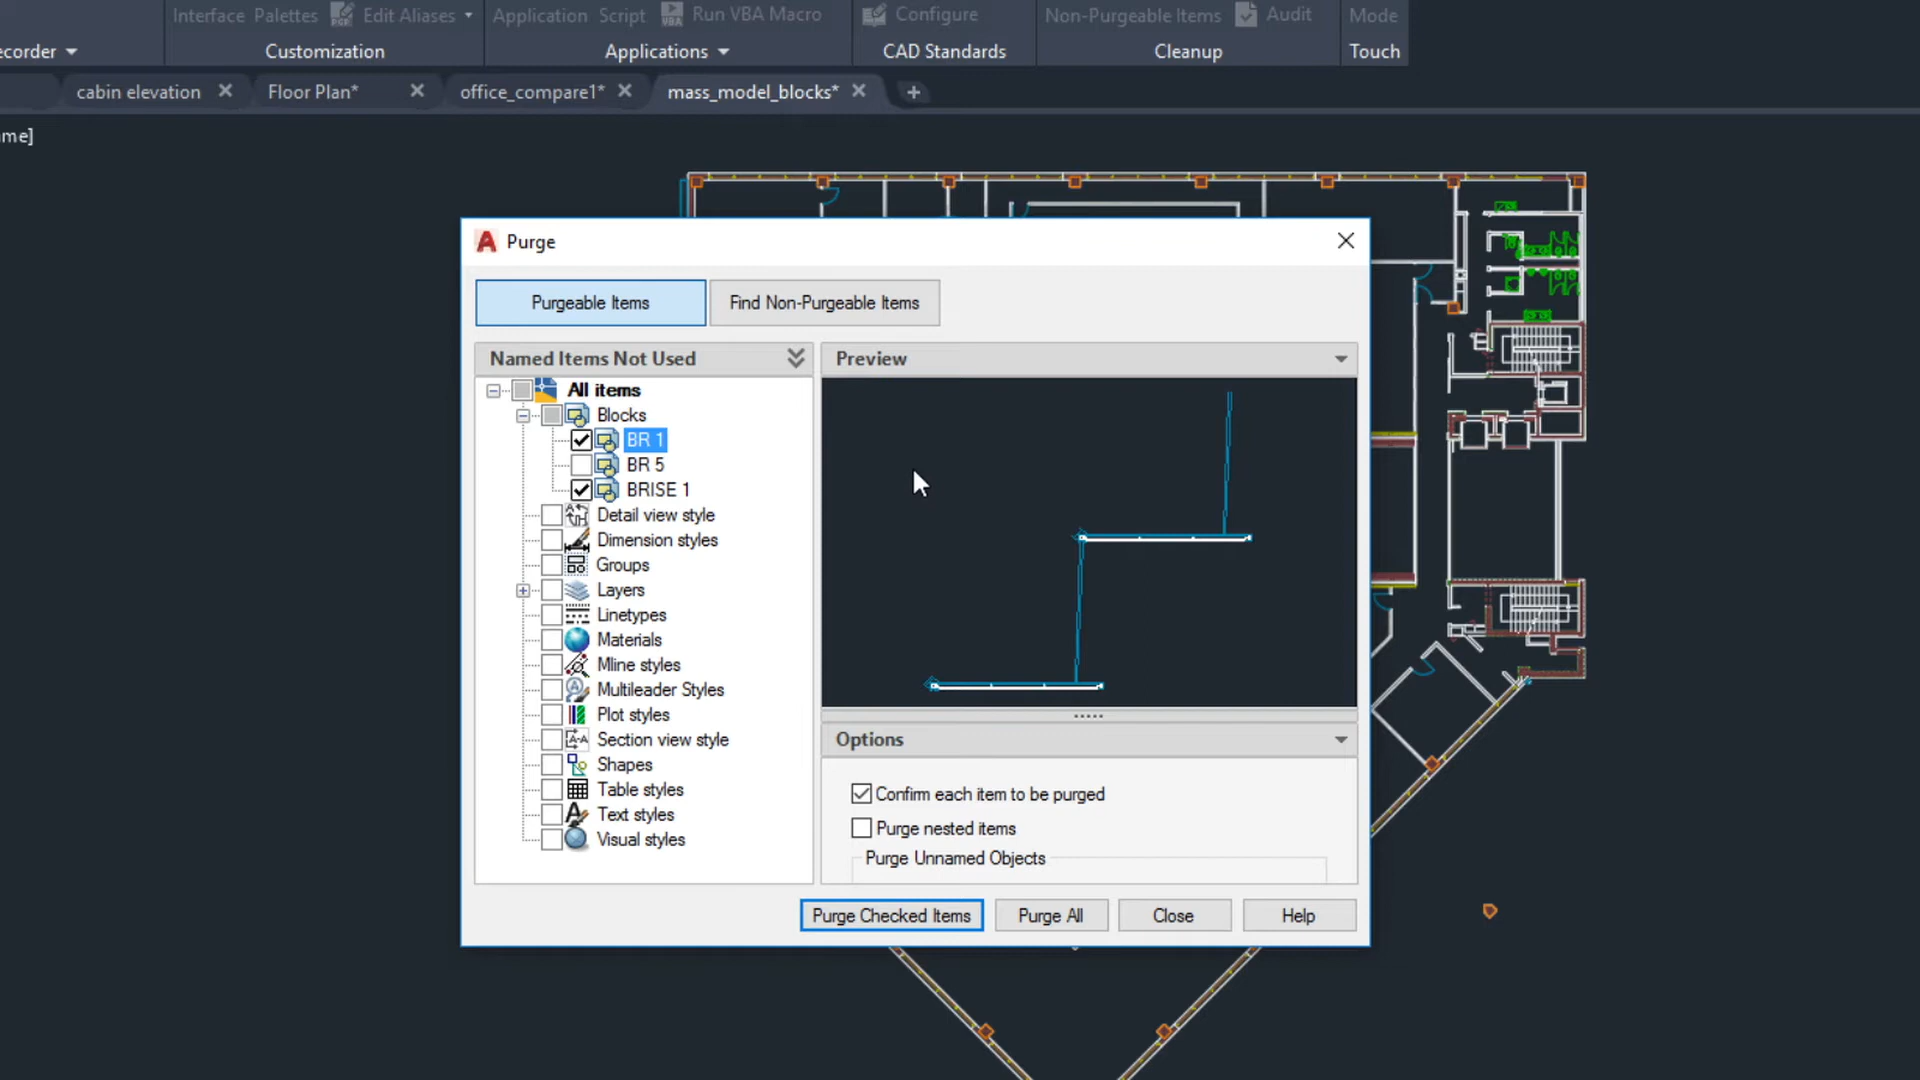 Interface Palettes Edit Aliases Application Script Run VBA Macro Configure Non-Purgeable Items Audit Mode
ecorder Customization Applications CAD Standards Cleanup Touch
cabin elevation Floor Plan* office_compare1* mass_model_blocks*
ame]
Purge
Purgeable Items Find Non-Purgeable Items
Named Items Not Used
All items
Blocks
BR 1
BR 5
BRISE 1
Detail view style
Dimension styles
Groups
Layers
Linetypes
Materials
Mline styles
Multileader Styles
Plot styles
Section view style
Shapes
Table styles
Text styles
Visual styles
Preview
Options
Confirm each item to be purged
Purge nested items
Purge Unnamed Objects
Purge Checked Items Purge All Close Help